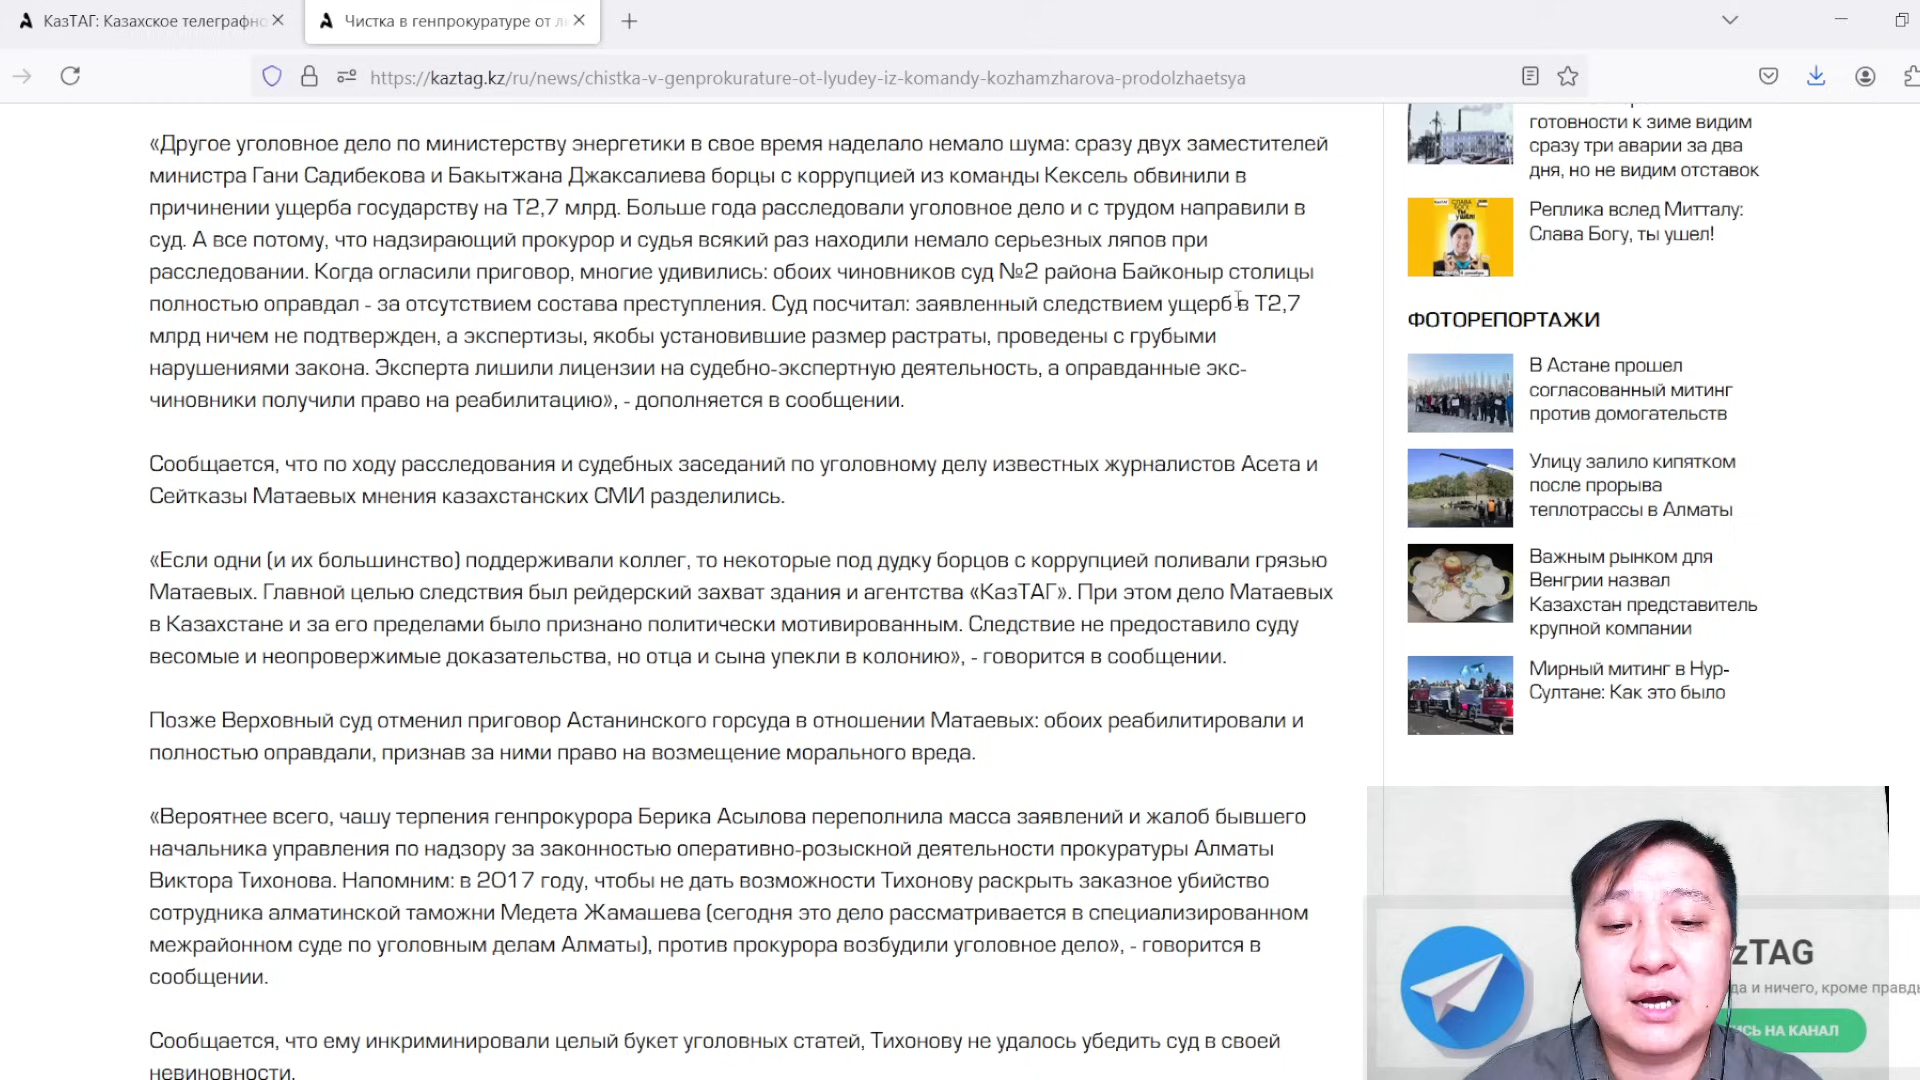 КазТАГ: Казахское телеграфно
Чистка в генпрокуратуре от л
https://kaztag.kz/ru/news/chistka-v-genprokurature-ot-lyudey-iz-komandy-kozhamzharova-prodolzhaetsya
«Другое уголовное дело по министерству энергетики в свое время наделало немало шума: сразу двух заместителей
министра Гани Садибекова и Бакытжана Джаксалиева борцы с коррупцией из команды Кексель обвинили в
причинении ущерба государству на Т2,7 млрд. Больше года расследовали уголовное дело и с трудом направили в
суд. А все потому, что надзирающий прокурор и судья всякий раз находили немало серьезных ляпов при
расследовании. Когда огласили приговор, многие удивились: обоих чиновников суд №2 района Байконыр столицы
полностью оправдал - за отсутствием состава преступления. Суд посчитал: заявленный следствием ущерб в Т2,7
млрд ничем не подтвержден, а экспертизы, якобы установившие размер растраты, проведены с грубыми
нарушениями закона. Эксперта лишили лицензии на судебно-экспертную деятельность, а оправданные экс-
чиновники получили право на реабилитацию», - дополняется в сообщении.
Сообщается, что по ходу расследования и судебных заседаний по уголовному делу известных журналистов Асета и
Сейтказы Матаевых мнения казахстанских СМИ разделились.
«Если одни (и их большинство) поддерживали коллег, то некоторые под дудку борцов с коррупцией поливали грязью
Матаевых. Главной целью следствия был рейдерский захват здания и агентства «КазТАГ». При этом дело Матаевых
в Казахстане и за его пределами было признано политически мотивированным. Следствие не предоставило суду
весомые и неопровержимые доказательства, но отца и сына упекли в колонию», - говорится в сообщении.
Позже Верховный суд отменил приговор Астанинского горсуда в отношении Матаевых: обоих реабилитировали и
полностью оправдали, признав за ними право на возмещение морального вреда.
«Вероятнее всего, чашу терпения генпрокурора Берика Асылова переполнила масса заявлений и жалоб бывшего
начальника управления по надзору за законностью оперативно-розыскной деятельности прокуратуры Алматы
Виктора Тихонова. Напомним: в 2017 году, чтобы не дать возможности Тихонову раскрыть заказное убийство
сотрудника алматинской таможни Медета Жамашева (сегодня это дело рассматривается в специализированном
межрайонном суде по уголовным делам Алматы), против прокурора возбудили уголовное дело», - говорится в
сообщении.
Сообщается, что ему инкриминировали целый букет уголовных статей, Тихонову не удалось убедить суд в своей
невиновности.
готовности к зиме видим
сразу три аварии за два
дня, но не видим отставок
Реплика вслед Митталу:
Слава Богу, ты ушел!
ФОТОРЕПОРТАЖИ
В Астане прошел
согласованный митинг
против домогательств
Улицу залило кипятком
после прорыва
теплотрассы в Алматы
Важным рынком для
Венгрии назвал
Казахстан представитель
крупной компании
Мирный митинг в Нур-
Султане: Как это было
zTAG
да и ничего, кроме правды
ИСЬ НА КАНАЛ